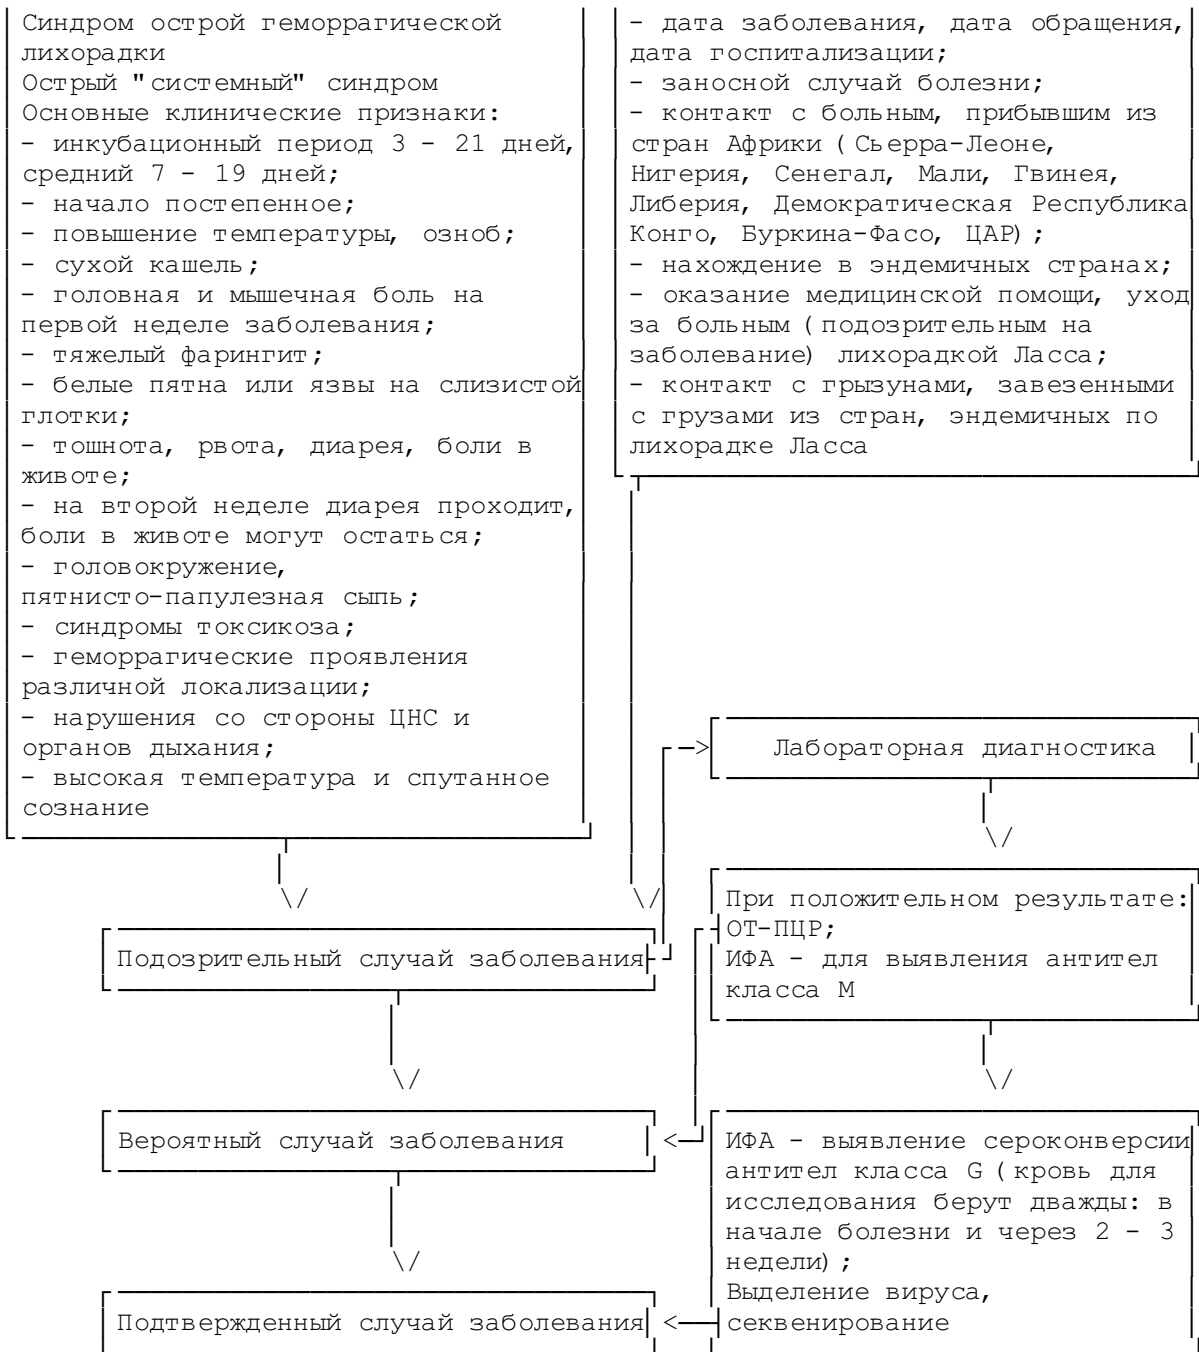 Синдром острой геморрагической
лихорадки
Острый "системный" синдром
Основные клинические признаки:
- инкубационный период 3 - 21 дней,
средний 7 - 19 дней;
- начало постепенное;
- повышение температуры, озноб;
- сухой кашель;
- головная и мышечная боль на
первой неделе заболевания;
- тяжелый фарингит;
- белые пятна или язвы на слизистой
глотки;
- тошнота, рвота, диарея, боли в
животе;
- на второй неделе диарея проходит,
боли в животе могут остаться;
- головокружение,
пятнисто-папулезная сыпь;
- синдромы токсикоза;
- геморрагические проявления
различной локализации;
- нарушения со стороны ЦНС и
органов дыхания;
- высокая температура и спутанное
сознание
- дата заболевания, дата обращения,
дата госпитализации;
- заносной случай болезни;
- контакт с больным, прибывшим из
стран Африки (Сьерра-Леоне,
Нигерия, Сенегал, Мали, Гвинея,
Либерия, Демократическая Республика
Конго, Буркина-Фасо, ЦАР);
- нахождение в эндемичных странах;
- оказание медицинской помощи, уход
за больным (подозрительным на
заболевание) лихорадкой Ласса;
- контакт с грызунами, завезенными
с грузами из стран, эндемичных по
лихорадке Ласса
Лабораторная диагностика
Подозрительный случай заболевания
При положительном результате:
ОТ-ПЦР;
ИФА - для выявления антител
класса М
Вероятный случай заболевания
ИФА - выявление сероконверсии
антител класса G (кровь для
исследования берут дважды: в
начале болезни и через 2 - 3
недели);
Выделение вируса,
секвенирование
Подтвержденный случай заболевания